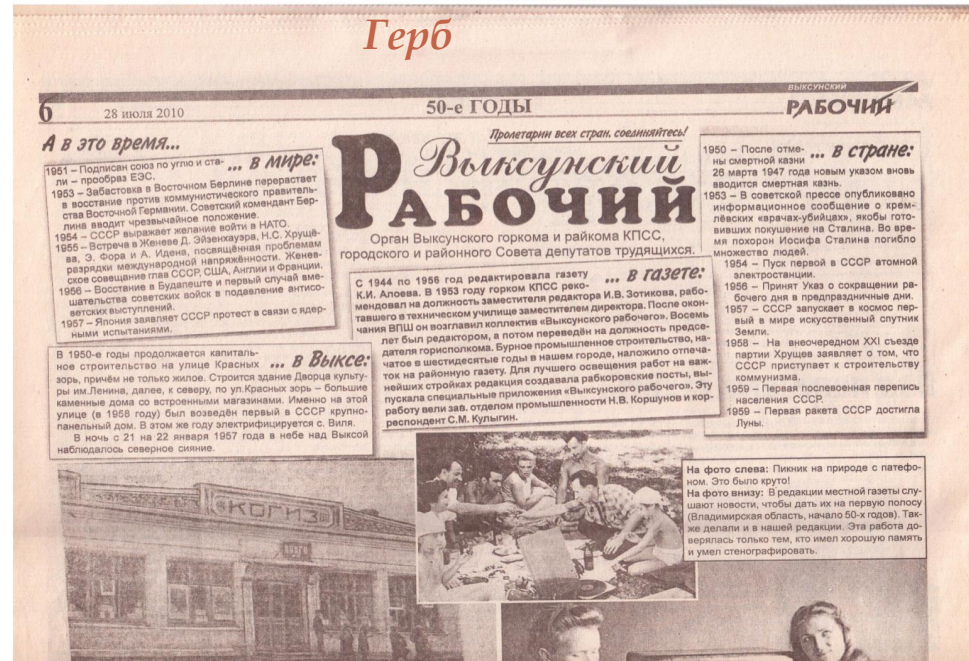 Герб
6
28 июля 2010
50-е ГОДЫ
ВЫКСУНСКИЙ
РАБОЧИЙ
А в это время...
... в мире:
1951 – Подписан союз по углю и ста-
ли – прообраз ЕЭС.
1953 – Забастовка в Восточном Берлине перерастает
в восстание против коммунистического правитель-
ства Восточной Германии. Советский комендант Бер-
лина вводит чрезвычайное положение.
1954 – СССР выражает желание войти в НАТО.
1955 – Встреча в Женеве Д. Эйзенхауэра, Н.С. Хрущё-
ва, Э. Фора и А. Идена, посвящённая проблемам
разрядки международной напряжённости. Женев-
ское совещание глав СССР, США, Англии и Франции.
1956 – Восстание в Будапеште и первый случай вме-
шательства советских войск в подавление антисо-
ветских выступлений.
1957 – Япония заявляет СССР протест в связи с ядер-
ными испытаниями.
В 1950-е годы продолжается капиталь-
ное строительство на улице Красных
... в Выксе:
зорь, причём не только жилое. Строится здание Дворца культу-
ры им.Ленина, далее, к северу, по ул.Красных зорь – большие
каменные дома со встроенными магазинами. Именно на этой
улице (в 1958 году) был возведён первый в СССР крупно-
панельный дом. В этом же году электрифицируется с. Виля.
В ночь с 21 на 22 января 1957 года в небе над Выксой
наблюдалось северное сияние.
Пролетарии всех стран, соединяйтесь!
Выксунский
РАБОЧИЙ
Орган Выксунского горкома и райкома КПСС,
городского и районного Совета депутатов трудящихся.
... в газете:
С 1944 по 1956 год редактировала газету
К.И. Алоева. В 1953 году горком КПСС реко-
мендовал на должность заместителя редактора И.В. Зотикова, рабо-
тавшего в техническом училище заместителем директора. После окон-
чания ВПШ он возглавил коллектив «Выксунского рабочего». Восемь
лет был редактором, а потом переведён на должность предсе-
дателя горисполкома. Бурное промышленное строительство, на-
чатое в шестидесятые годы в нашем городе, наложило отпеча-
ток на районную газету. Для лучшего освещения работ на важ-
нейших стройках редакция создавала рабкоровские посты, вы-
пускала специальные приложения «Выксунского рабочего». Эту
работу вели зав. отделом промышленности Н.В. Коршунов и кор-
респондент С.М. Кулыгин.
... в стране:
1950 – После отме-
ны смертной казни
26 марта 1947 года новым указом вновь
вводится смертная казнь.
1953 – В советской прессе опубликовано
информационное сообщение о крем-
лёвских «врачах-убийцах», якобы гото-
вивших покушение на Сталина. Во вре-
мя похорон Иосифа Сталина погибло
множество людей.
1954 – Пуск первой в СССР атомной
электростанции.
1956 – Принят Указ о сокращении ра-
бочего дня в предпраздничные дни.
1957 – СССР запускает в космос пер-
вый в мире искусственный спутник
Земли.
1958 – На внеочередном XXI съезде
партии Хрущев заявляет о том, что
СССР приступает к строительству
коммунизма.
1959 – Первая послевоенная перепись
населения СССР.
1959 – Первая ракета СССР достигла
Луны.
КОГИЗ
КНИГИ
На фото слева: Пикник на природе с патефо-
ном. Это было круто!
На фото внизу: В редакции местной газеты слу-
шают новости, чтобы дать их на первую полосу
(Владимирская область, начало 50-х годов). Так-
же делали и в нашей редакции. Эта работа до-
верялась только тем, кто имел хорошую память
и умел стенографировать.